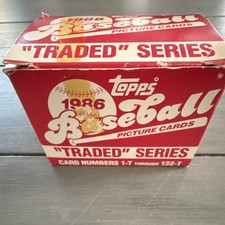 "TRADED" SERIES
topps
1986
Baseball
PICTURE CARDS
"TRADED" SERIES
CARD NUMBERS 1-T THROUGH 132-T
1986
Baseball
PICTURE CARDS